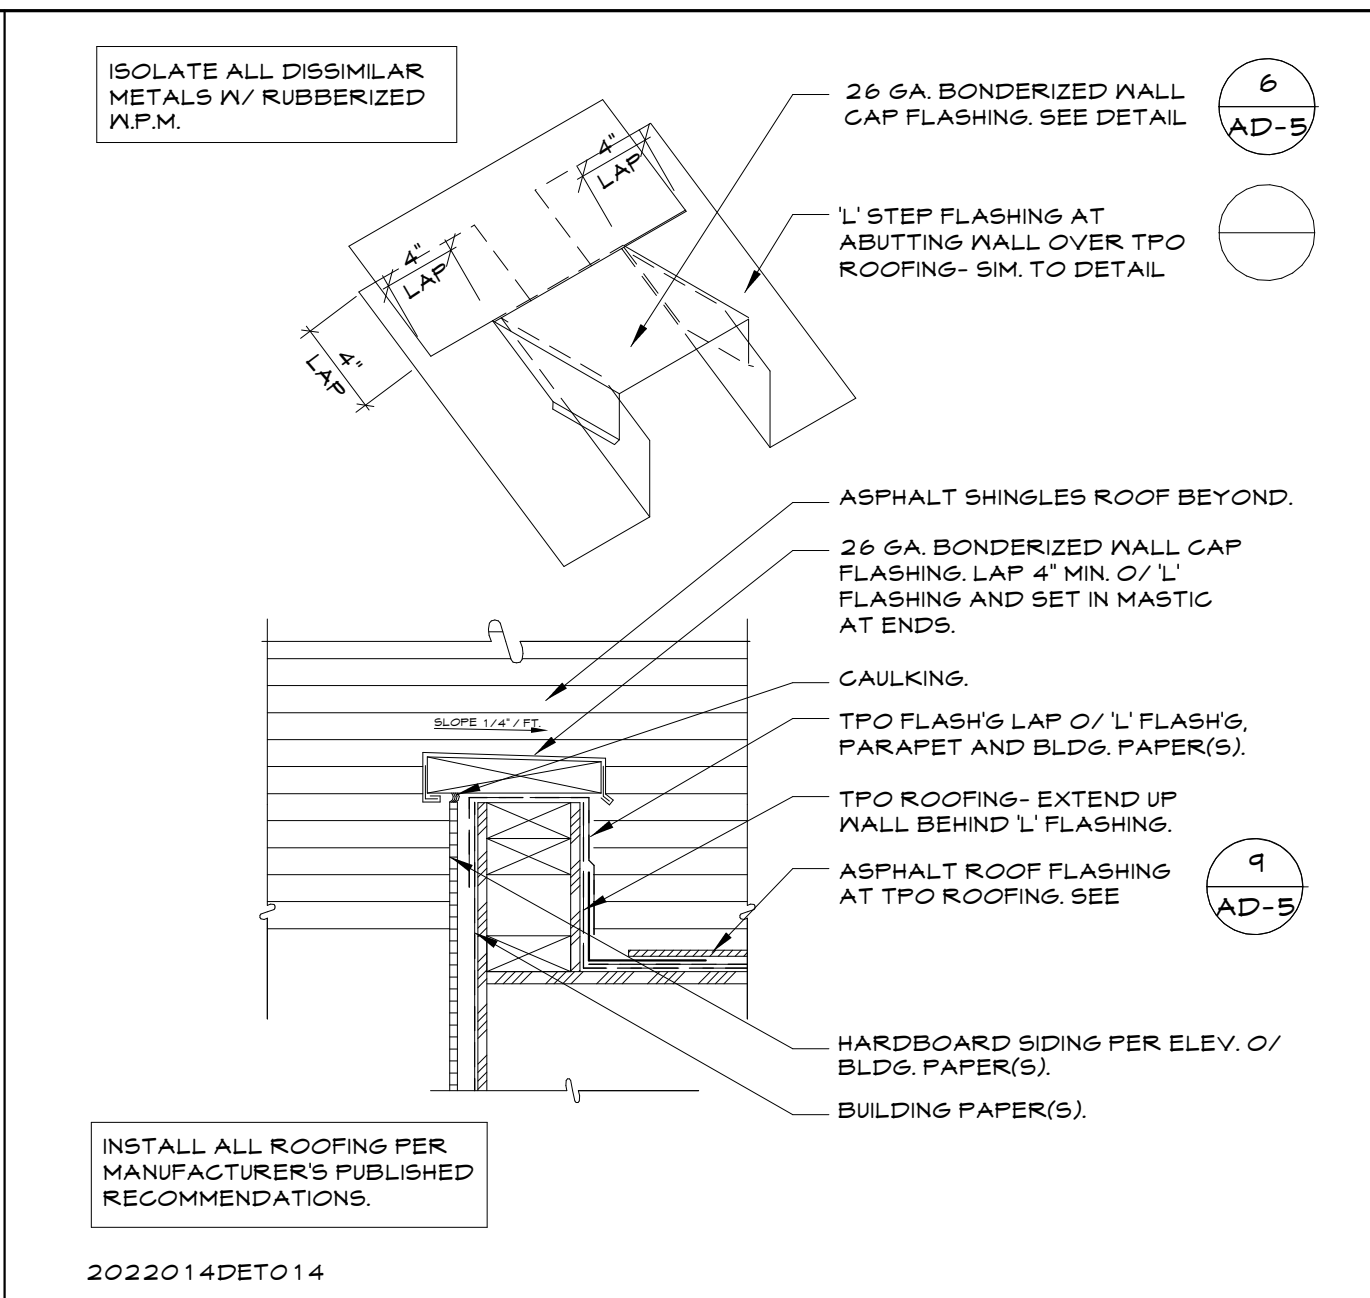 ISOLATE ALL DISSIMILAR
METALS W/ RUBBERIZED
W.P.M.
26 GA. BONDERIZED WALL
CAP FLASHING. SEE DETAIL
6
AD-5
'L' STEP FLASHING AT
ABUTTING WALL OVER TPO
ROOFING- SIM. TO DETAIL
4"
LAP
4"
LAP
4"
LAP
ASPHALT SHINGLES ROOF BEYOND.
26 GA. BONDERIZED WALL CAP
FLASHING. LAP 4" MIN. O/ 'L'
FLASHING AND SET IN MASTIC
AT ENDS.
CAULKING.
SLOPE 1/4" / FT.
TPO FLASH'G LAP O/ 'L' FLASH'G,
PARAPET AND BLDG. PAPER(S).
TPO ROOFING- EXTEND UP
WALL BEHIND 'L' FLASHING.
ASPHALT ROOF FLASHING
AT TPO ROOFING. SEE
9
AD-5
HARDBOARD SIDING PER ELEV. O/
BLDG. PAPER(S).
BUILDING PAPER(S).
INSTALL ALL ROOFING PER
MANUFACTURER'S PUBLISHED
RECOMMENDATIONS.
2022014DET014